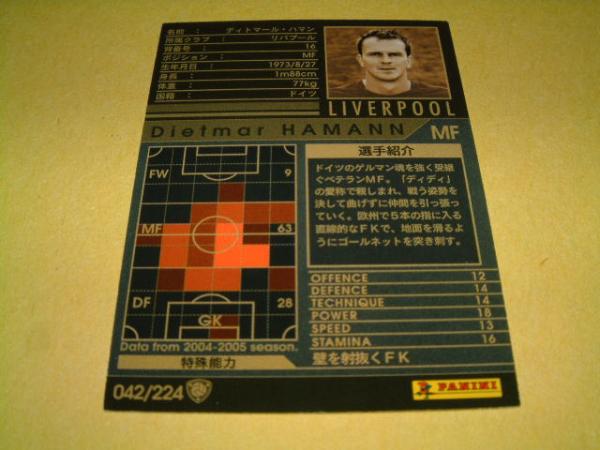 名前 : ディトマール・ハマン
所属クラブ : リバプール
背番号 : 16
ポジション : MF
生年月日 : 1973/8/27
身長 : 1m88cm
体重 : 77kg
国籍 : ドイツ
LIVERPOOL
Dietmar HAMANN MF
FW 9
MF 63
DF 28
GK
Data from 2004-2005 season.
選手紹介
ドイツのゲルマン魂を強く受継
ぐベテランMF。「ディディ」
の愛称で親しまれ、戦う姿勢を
決して曲げずに仲間を引っ張っ
ていく。欧州で5本の指に入る
直線的なFKで、地面を滑るよ
うにゴールネットを突き刺す。
OFFENCE 12
DEFENCE 14
TECHNIQUE 14
POWER 18
SPEED 13
STAMINA 16
特殊能力 壁を射抜くFK
042/224
PANINI